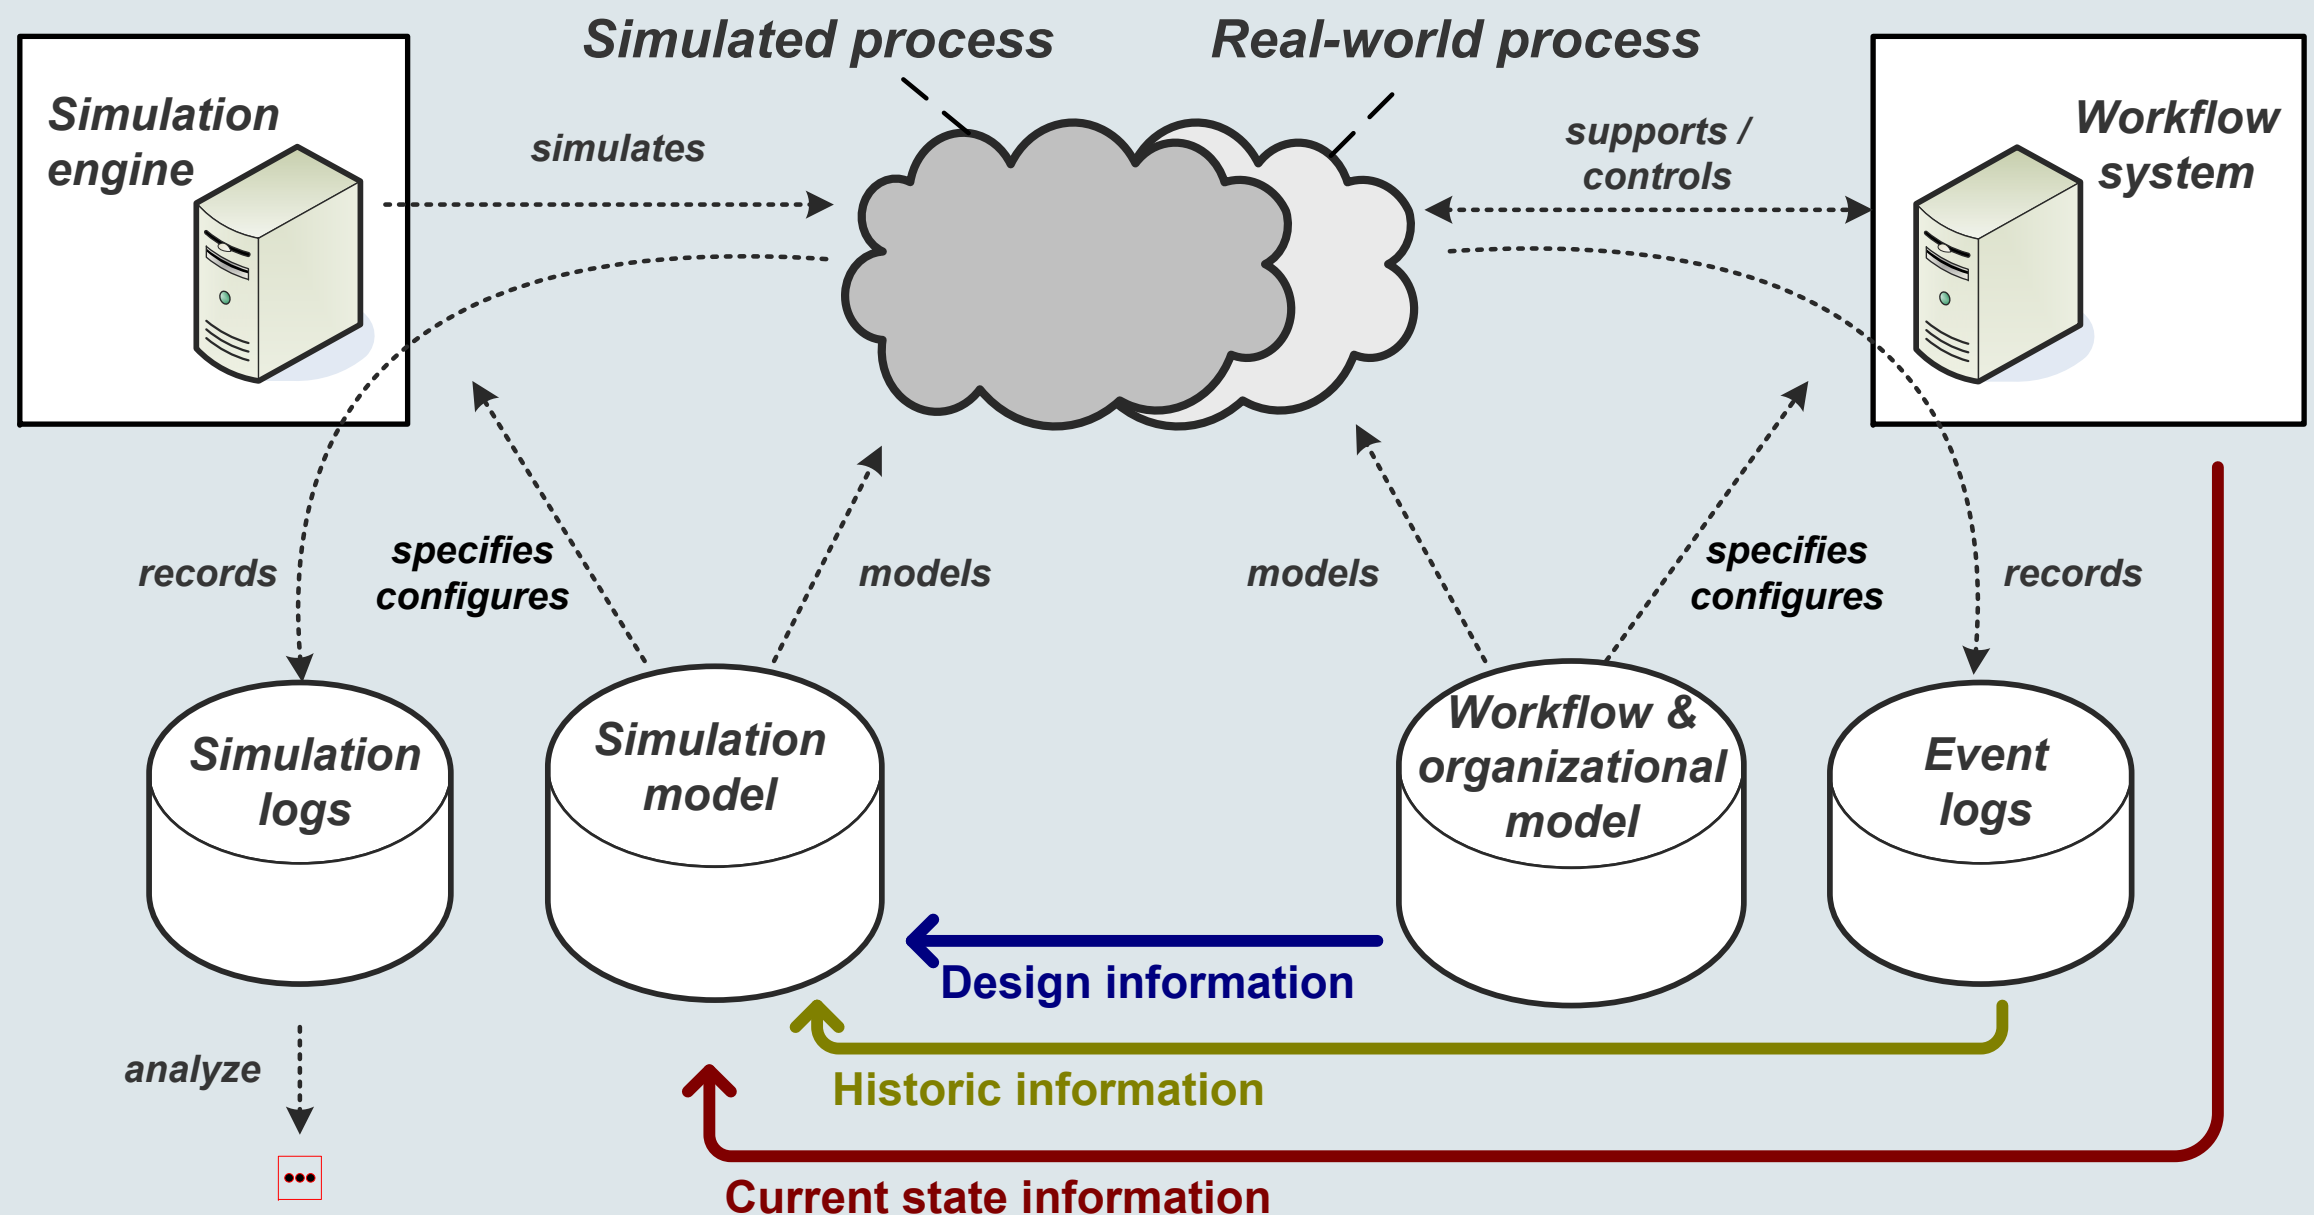 Simulated process
Real-world process
Simulation
engine
simulates
supports /
controls
Workflow
system
records
specifies
configures
models
models
specifies
configures
records
Simulation
logs
Simulation
model
Workflow &
organizational
model
Event
logs
Design information
analyze
Historic information
Current state information